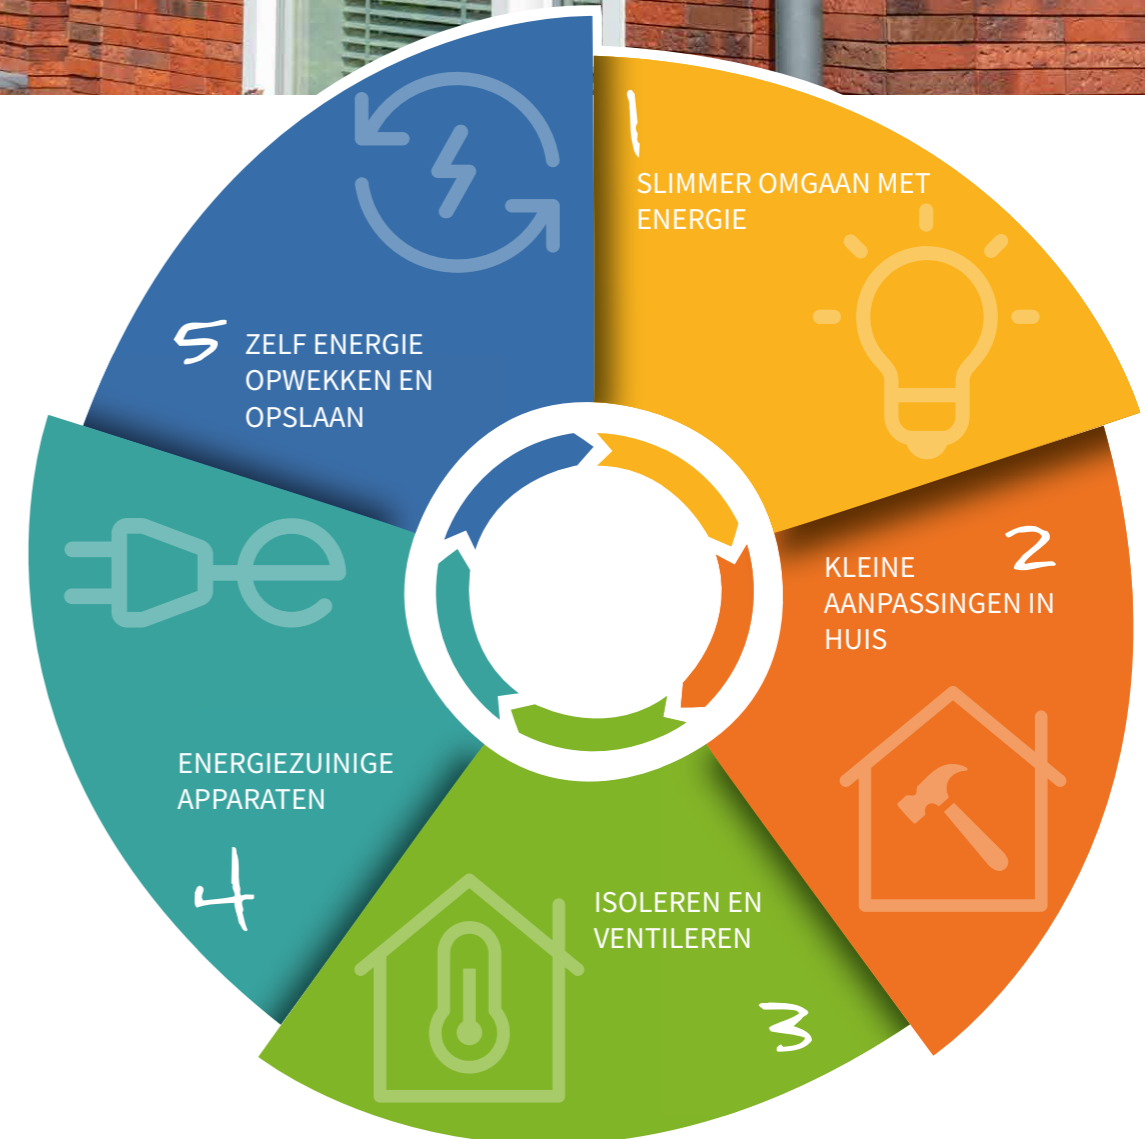 1
SLIMMER OMGAAN MET
ENERGIE
2
KLEINE
AANPASSINGEN IN
HUIS
3
ISOLEREN EN
VENTILEREN
4
ENERGIEZUINIGE
APPARATEN
5
ZELF ENERGIE
OPWEKKEN EN
OPSLAAN